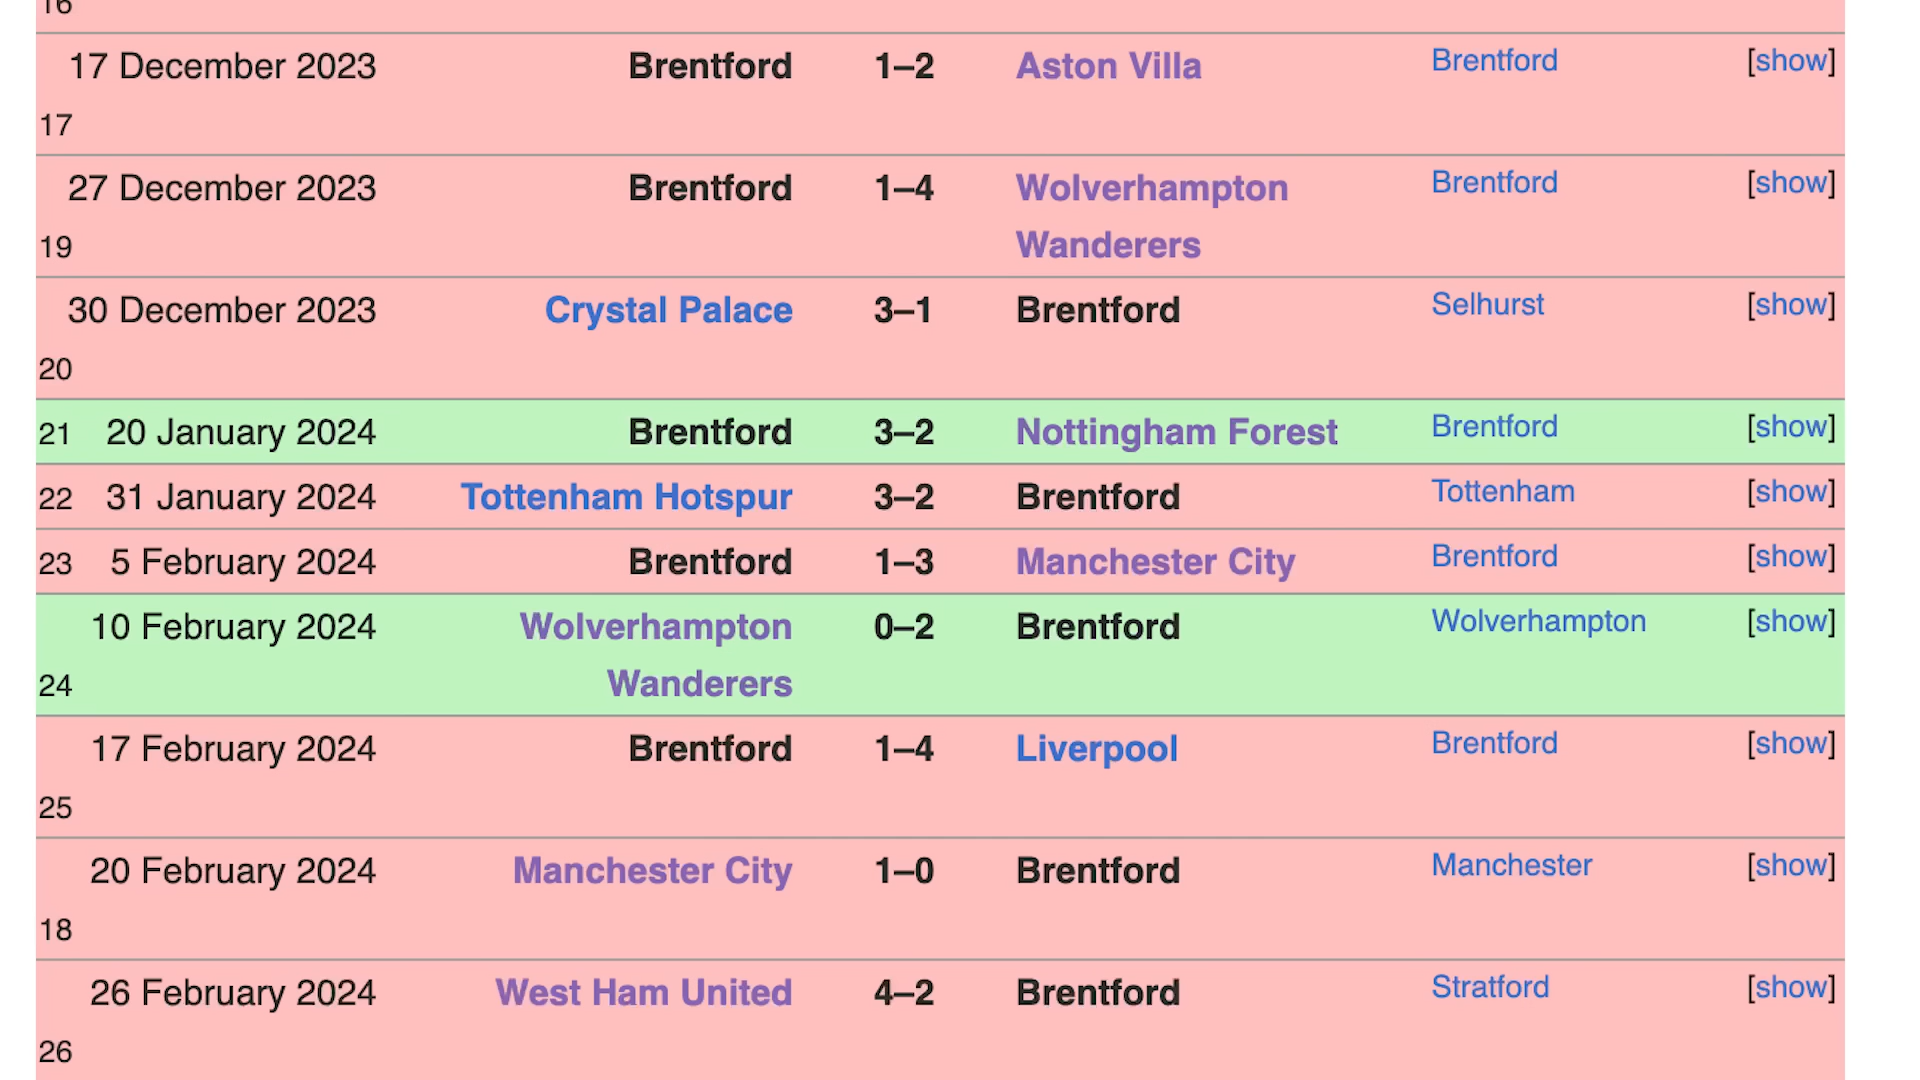 16
17 December 2023 Brentford 1–2 Aston Villa Brentford [show]
17
27 December 2023 Brentford 1–4 Wolverhampton Brentford [show]
19 Wanderers
30 December 2023 Crystal Palace 3–1 Brentford Selhurst [show]
20
21 20 January 2024 Brentford 3–2 Nottingham Forest Brentford [show]
22 31 January 2024 Tottenham Hotspur 3–2 Brentford Tottenham [show]
23 5 February 2024 Brentford 1–3 Manchester City Brentford [show]
10 February 2024 Wolverhampton 0–2 Brentford Wolverhampton [show]
24 Wanderers
17 February 2024 Brentford 1–4 Liverpool Brentford [show]
25
20 February 2024 Manchester City 1–0 Brentford Manchester [show]
18
26 February 2024 West Ham United 4–2 Brentford Stratford [show]
26